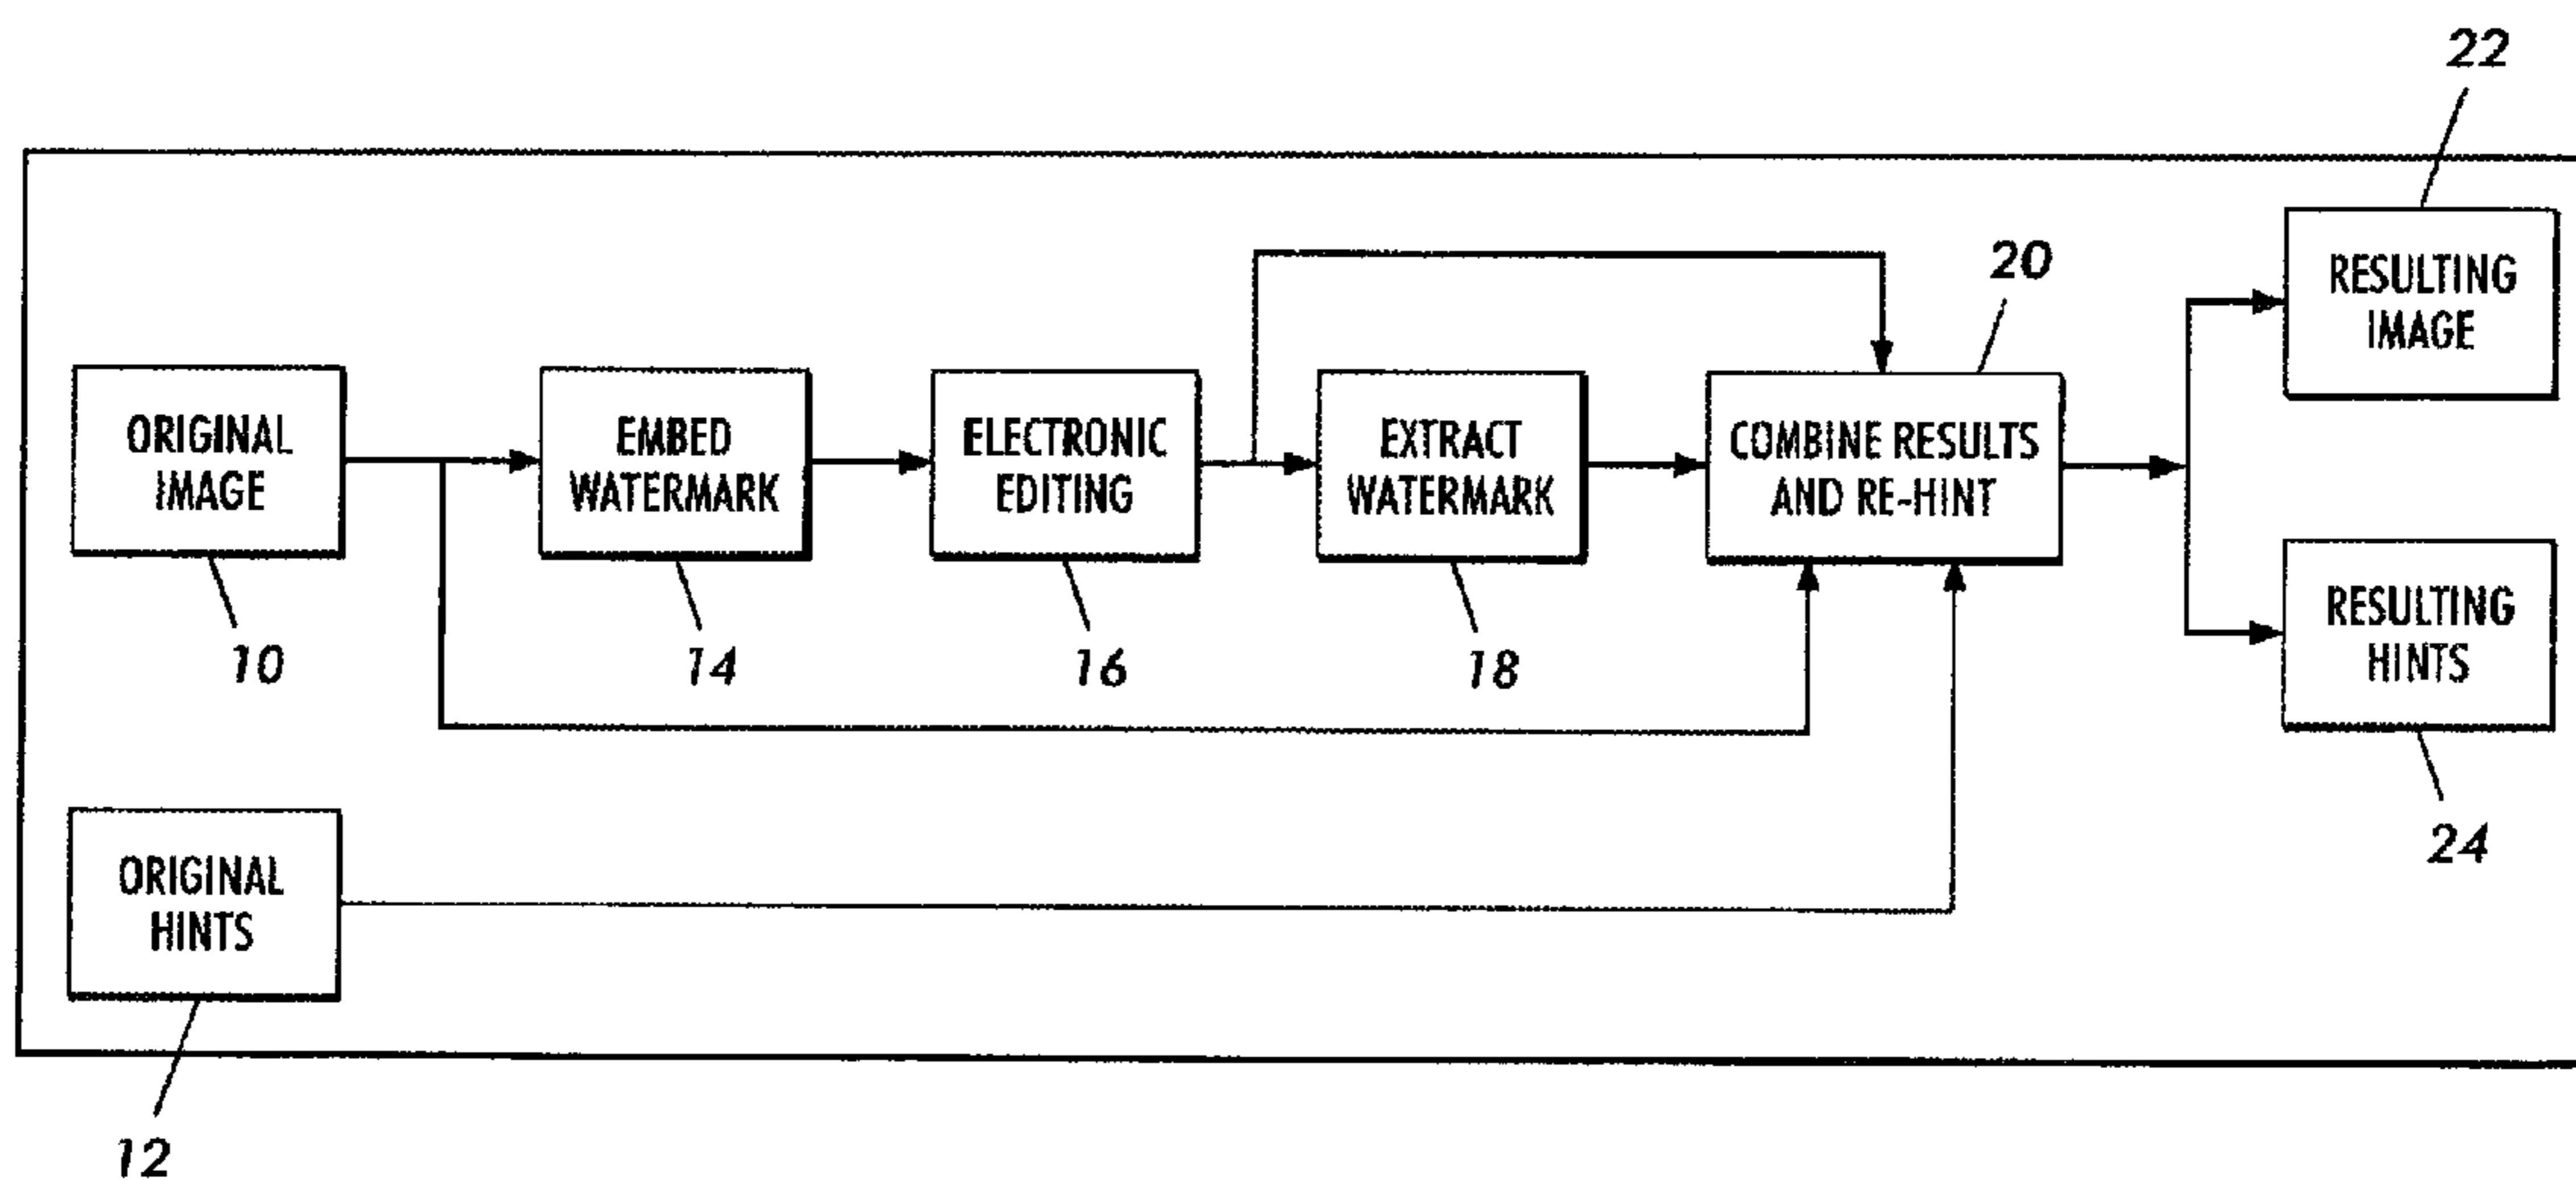 22
20
RESULTING
IMAGE
ORIGINAL
IMAGE
EMBED
WATERMARK
ELECTRONIC
EDITING
EXTRACT
WATERMARK
COMBINE RESULTS
AND RE-HINT
10
14
16
18
RESULTING
HINTS
24
ORIGINAL
HINTS
12